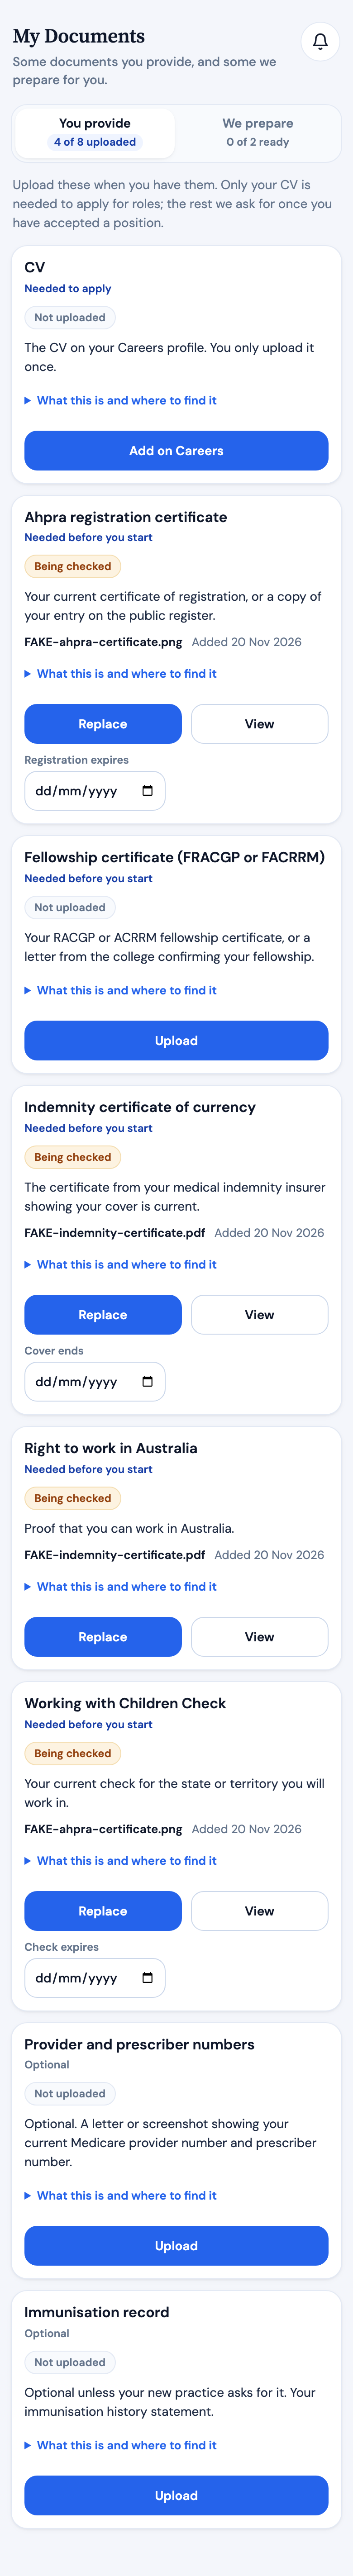 My Documents
Some documents you provide, and some we
prepare for you.
You provide
4 of 8 uploaded
We prepare
0 of 2 ready
Upload these when you have them. Only your CV is
needed to apply for roles; the rest we ask for once you
have accepted a position.
CV
Needed to apply
Not uploaded
The CV on your Careers profile. You only upload it
once.
What this is and where to find it
Add on Careers
Ahpra registration certificate
Needed before you start
Being checked
Your current certificate of registration, or a copy of
your entry on the public register.
FAKE-ahpra-certificate.png Added 20 Nov 2026
What this is and where to find it
Replace
View
Registration expires
dd/mm/yyyy
Fellowship certificate (FRACGP or FACRRM)
Needed before you start
Not uploaded
Your RACGP or ACRRM fellowship certificate, or a
letter from the college confirming your fellowship.
What this is and where to find it
Upload
Indemnity certificate of currency
Needed before you start
Being checked
The certificate from your medical indemnity insurer
showing your cover is current.
FAKE-indemnity-certificate.pdf Added 20 Nov 2026
What this is and where to find it
Replace
View
Cover ends
dd/mm/yyyy
Right to work in Australia
Needed before you start
Being checked
Proof that you can work in Australia.
FAKE-indemnity-certificate.pdf Added 20 Nov 2026
What this is and where to find it
Replace
View
Working with Children Check
Needed before you start
Being checked
Your current check for the state or territory you will
work in.
FAKE-ahpra-certificate.png Added 20 Nov 2026
What this is and where to find it
Replace
View
Check expires
dd/mm/yyyy
Provider and prescriber numbers
Optional
Not uploaded
Optional. A letter or screenshot showing your
current Medicare provider number and prescriber
number.
What this is and where to find it
Upload
Immunisation record
Optional
Not uploaded
Optional unless your new practice asks for it. Your
immunisation history statement.
What this is and where to find it
Upload